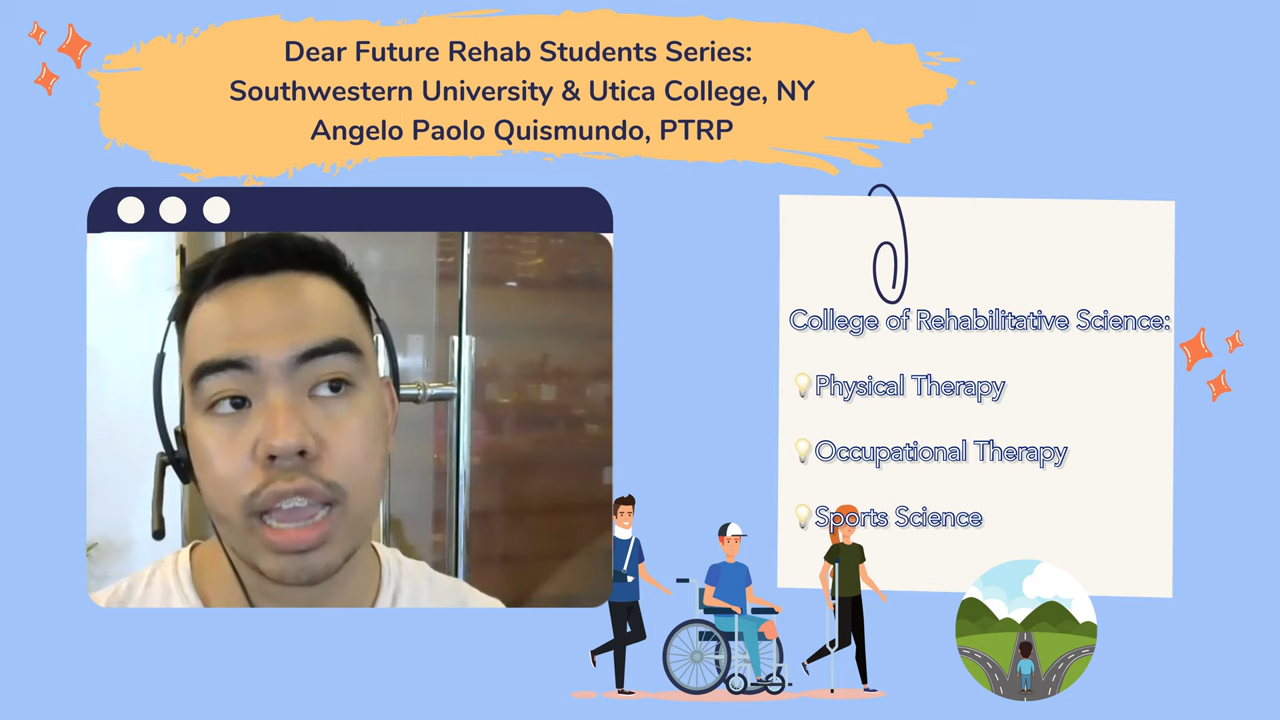 Dear Future Rehab Students Series:
Southwestern University & Utica College, NY
Angelo Paolo Quismundo, PTRP
College of Rehabilitative Science:
Physical Therapy
Occupational Therapy
Sports Science